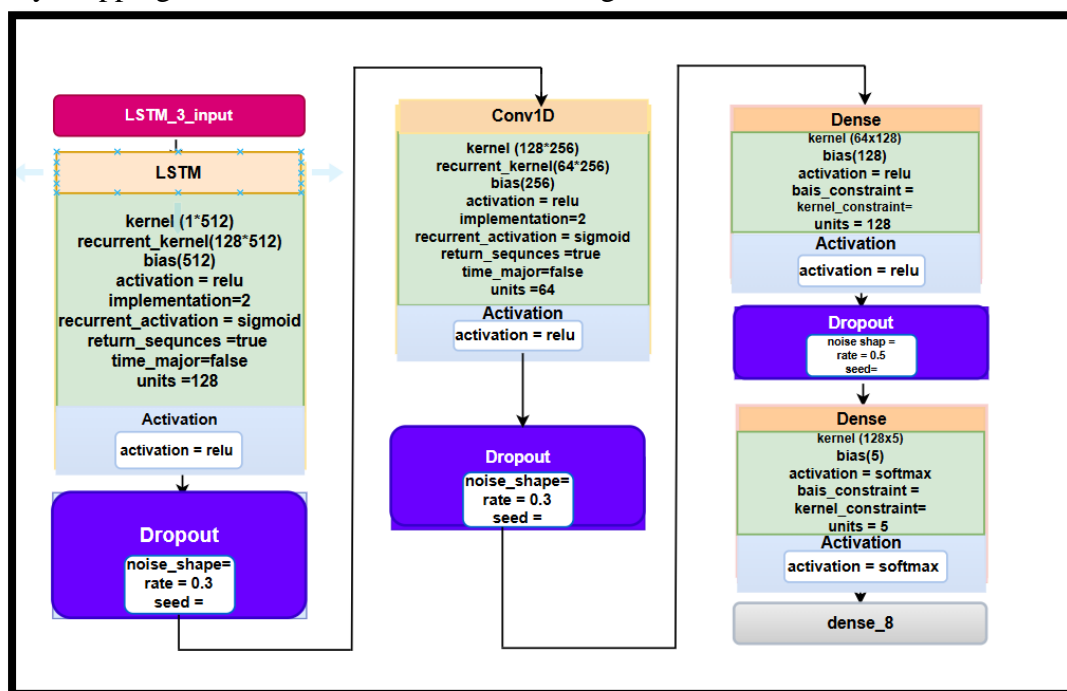 LSTM_3_input
LSTM
kernel (1*512)
recurrent_kernel(128*512)
bias(512)
activation = relu
implementation=2
recurrent_activation = sigmoid
return_sequnces =true
time_major=false
units =128
Activation
activation = relu
Dropout
noise_shape=
rate = 0.3
seed =
Conv1D
kernel (128*256)
recurrent_kernel(64*256)
bias(256)
activation = relu
implementation=2
recurrent_activation = sigmoid
return_sequnces =true
time_major=false
units =64
Activation
activation = relu
Dropout
noise_shape=
rate = 0.3
seed =
Dense
kernel (64x128)
bias(128)
activation = relu
bais_constraint =
kernel_constraint=
units = 128
Activation
activation = relu
Dropout
noise shap =
rate = 0.5
seed=
Dense
kernel (128x5)
bias(5)
activation = softmax
bais_constraint =
kernel_constraint=
units = 5
Activation
activation = softmax
dense_8